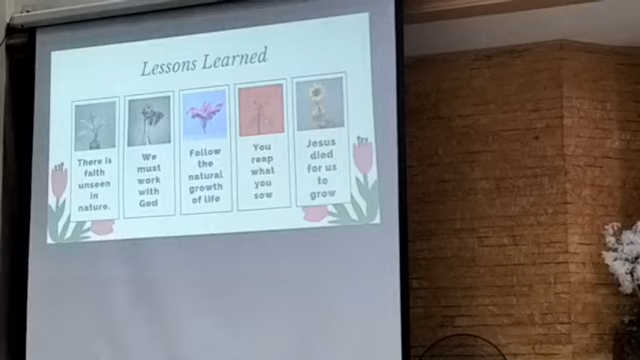 Lessons Learned
There is
faith
unseen
in
nature.
We
must
work
with
God
Follow
the
natural
growth
of life
You
reap
what
you
sow
Jesus
died
for us
to
grow